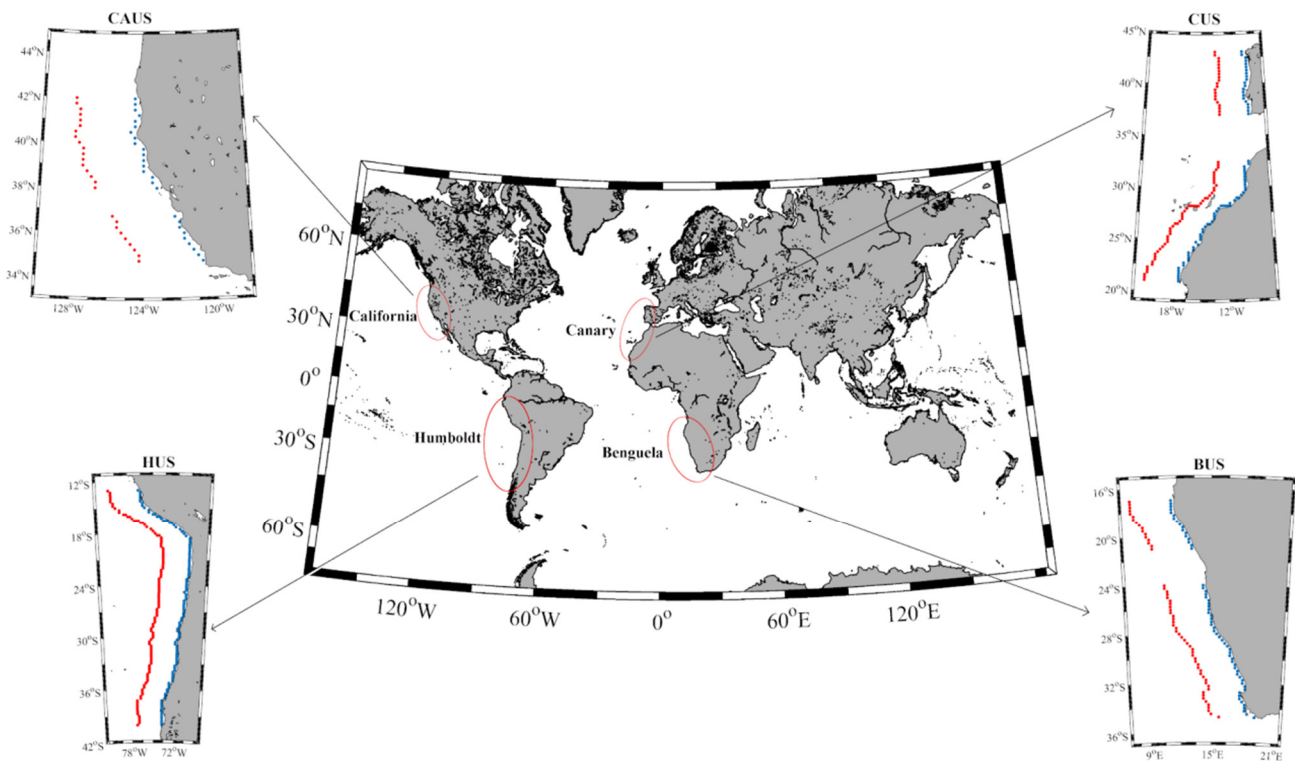 CAUS
44°N
42°N
40°N
38°N
36°N
34°N
128°W 124°W 120°W
CUS
45°N
40°N
35°N
30°N
25°N
20°N
18°W 12°W
60°N
30°N
0°
30°S
60°S
120°W 60°W 0° 60°E 120°E
California
Canary
Humboldt
Benguela
HUS
12°S
18°S
24°S
30°S
36°S
42°S
78°W 72°W
BUS
16°S
20°S
24°S
28°S
32°S
36°S
9°E 15°E 21°E